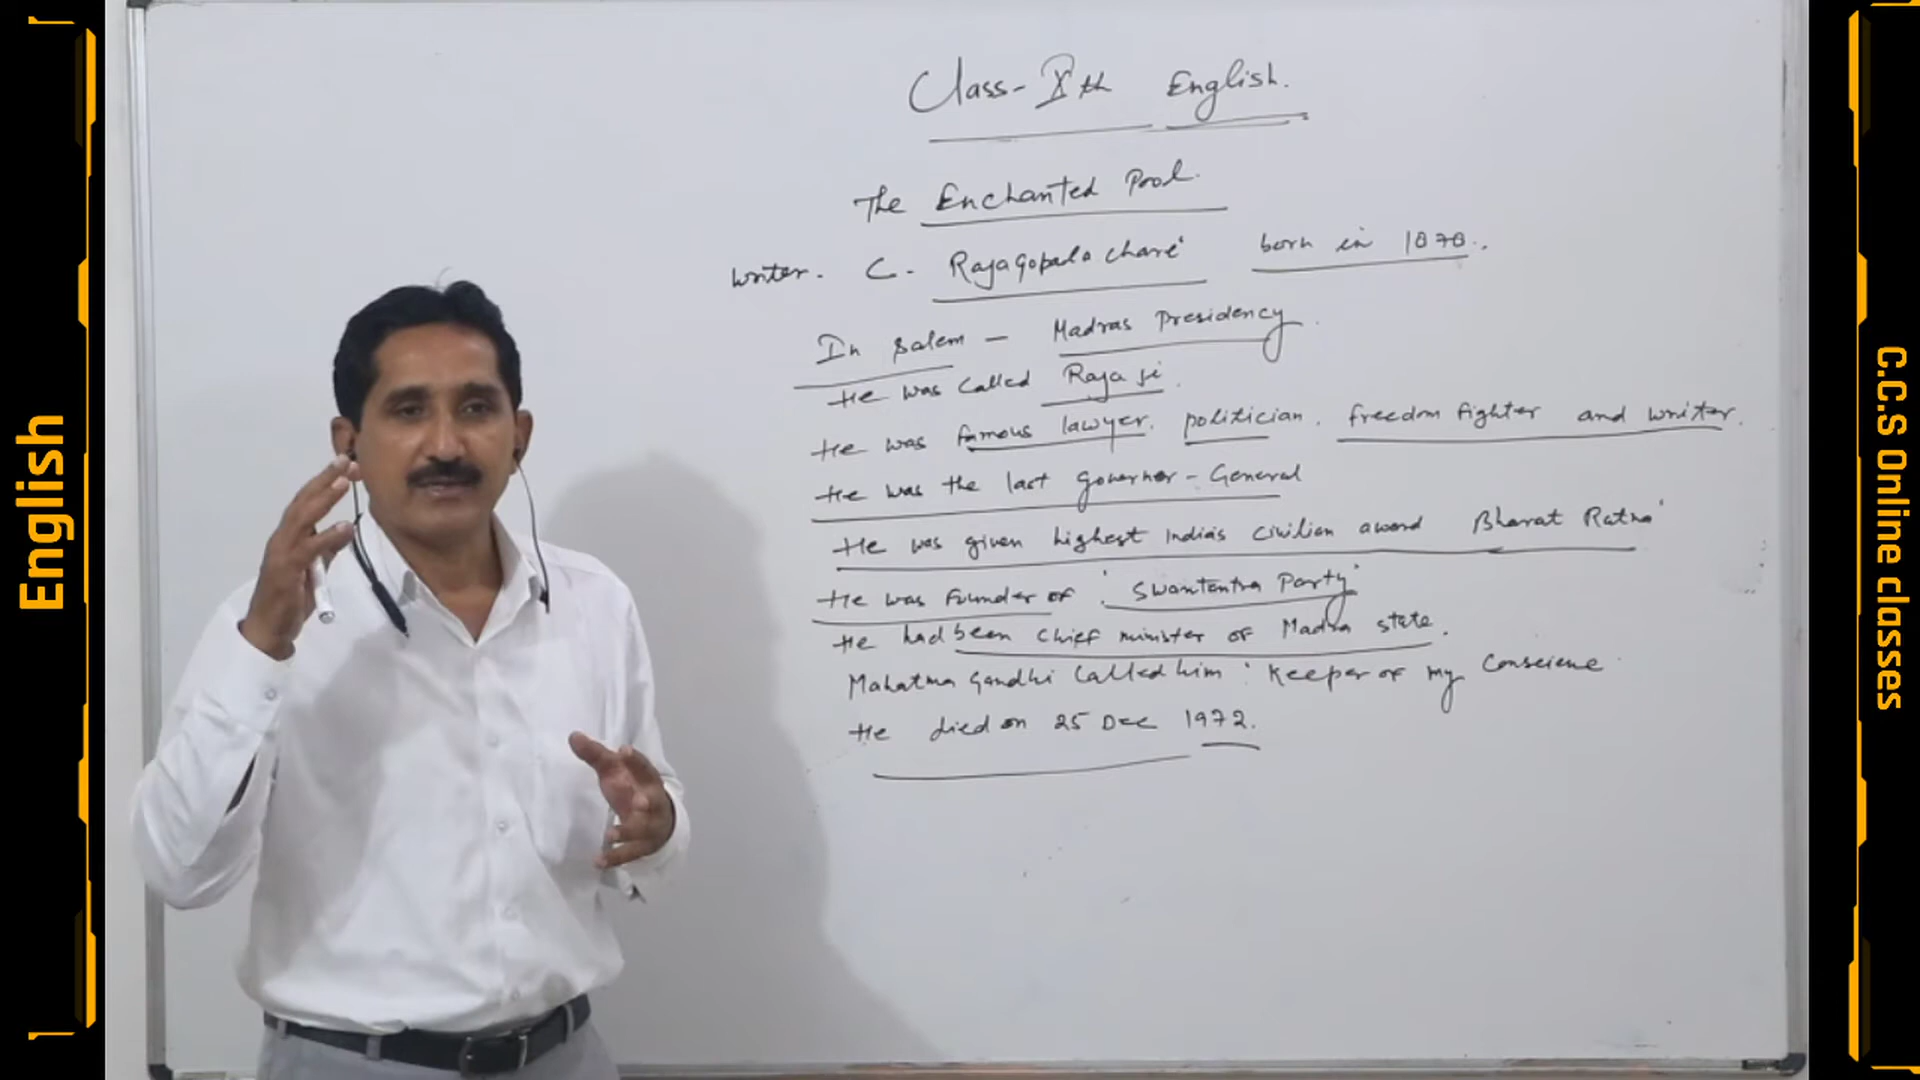 English
Class-Xth English.
The Enchanted Pool.
writer. C. Rajagopalachari born in 1878.
In Salem - Madras Presidency.
He was called Raja ji.
He was famous lawyer, politician, freedom fighter and writer.
He was the last governor-General
He was given highest India's civilian award Bharat Ratna'
He was Founder of 'Swantantra Party'
He had been chief minister of Madra state.
Mahatma Gandhi called him 'Keeper of my Conscience
He died on 25 Dec 1972.
C.C.S Online classes